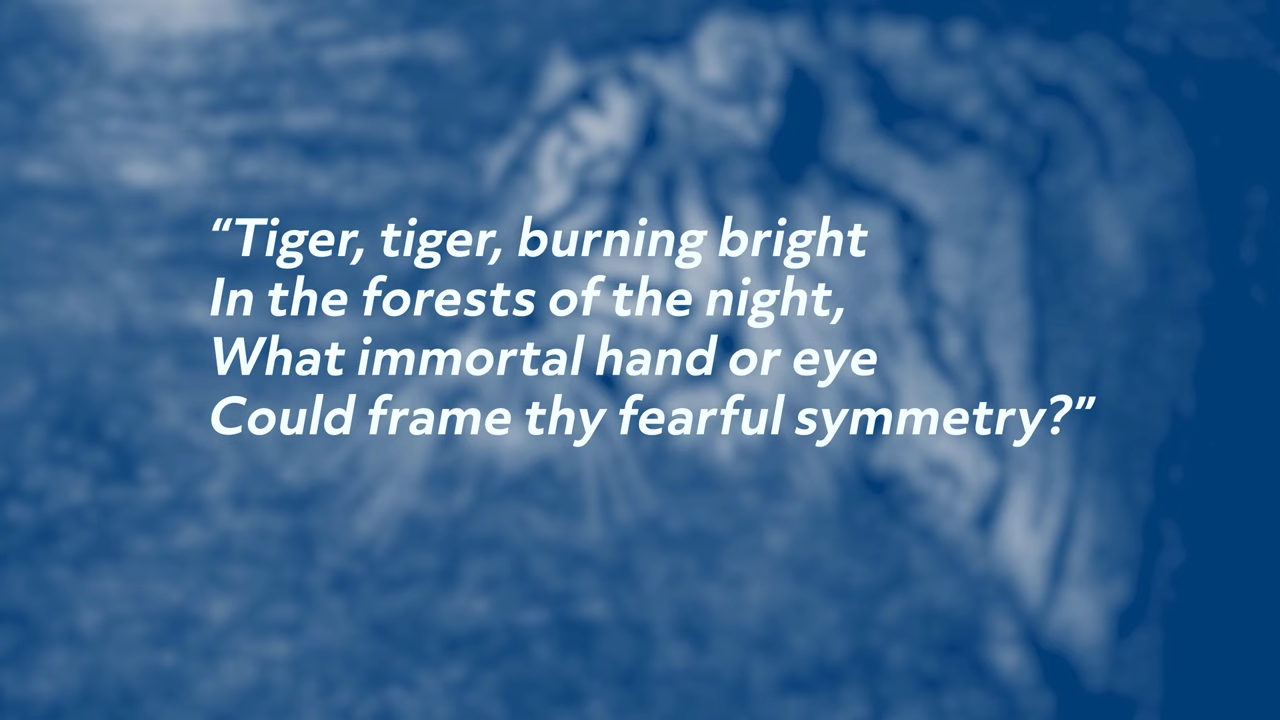 “Tiger, tiger, burning bright
In the forests of the night,
What immortal hand or eye
Could frame thy fearful symmetry?”